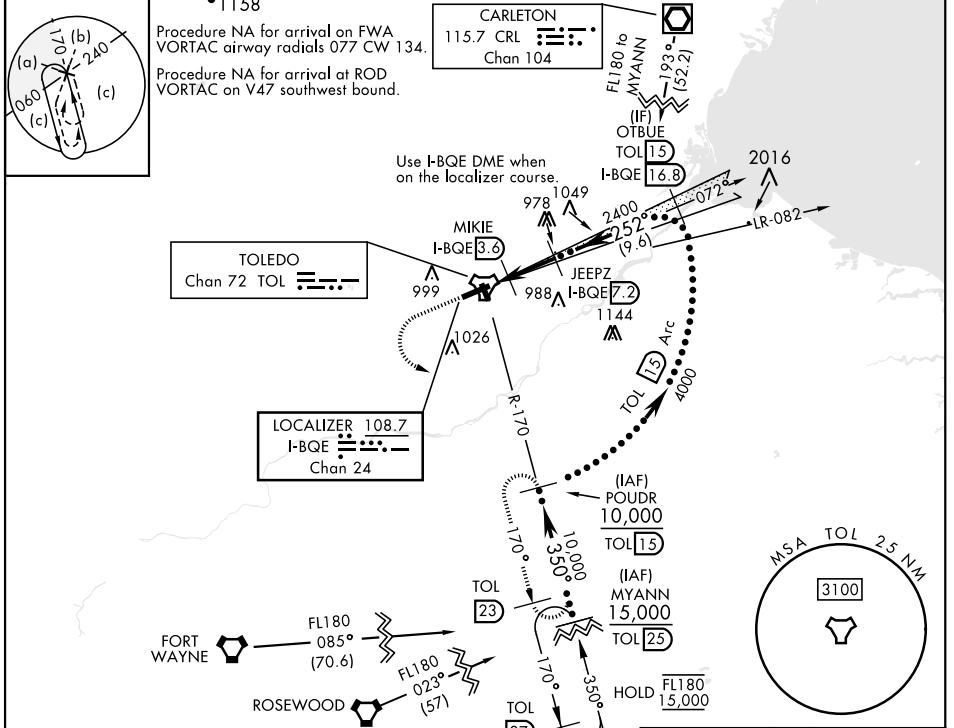 1158
Procedure NA for arrival on FWA
VORTAC airway radials 077 CW 134.
Procedure NA for arrival at ROD
VORTAC on V47 southwest bound.
170
(b)
240
(a)
(c)
060
(c)
CARLETON
115.7 CRL
Chan 104
FL180 to
MYANN
193°
(52.2)
(IF)
OTBUE
TOL 15
I-BQE 16.8
Use I-BQE DME when
on the localizer course.
2016
978
1049
2400
072°
252°
(9.6)
LR-082
MIKIE
I-BQE 3.6
TOLEDO
Chan 72 TOL
999
988
JEEPZ
I-BQE 7.2
1144
1026
TOL 15 Arc
4000
R-170
LOCALIZER 108.7
I-BQE
Chan 24
(IAF)
POUDR
10,000
TOL 15
170°
10,000
350°
(IAF)
MYANN
15,000
TOL 25
TOL
23
MSA TOL 25 NM
3100
FORT
WAYNE
FL180
085°
(70.6)
ROSEWOOD
FL180
023°
(57)
170°
350°
HOLD FL180
15,000
TOL